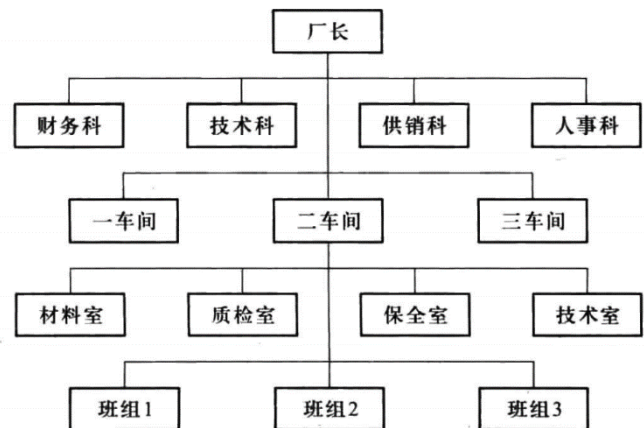 厂长
财务科 技术科 供销科 人事科
一车间 二车间 三车间
材料室 质检室 保全室 技术室
班组1 班组2 班组3